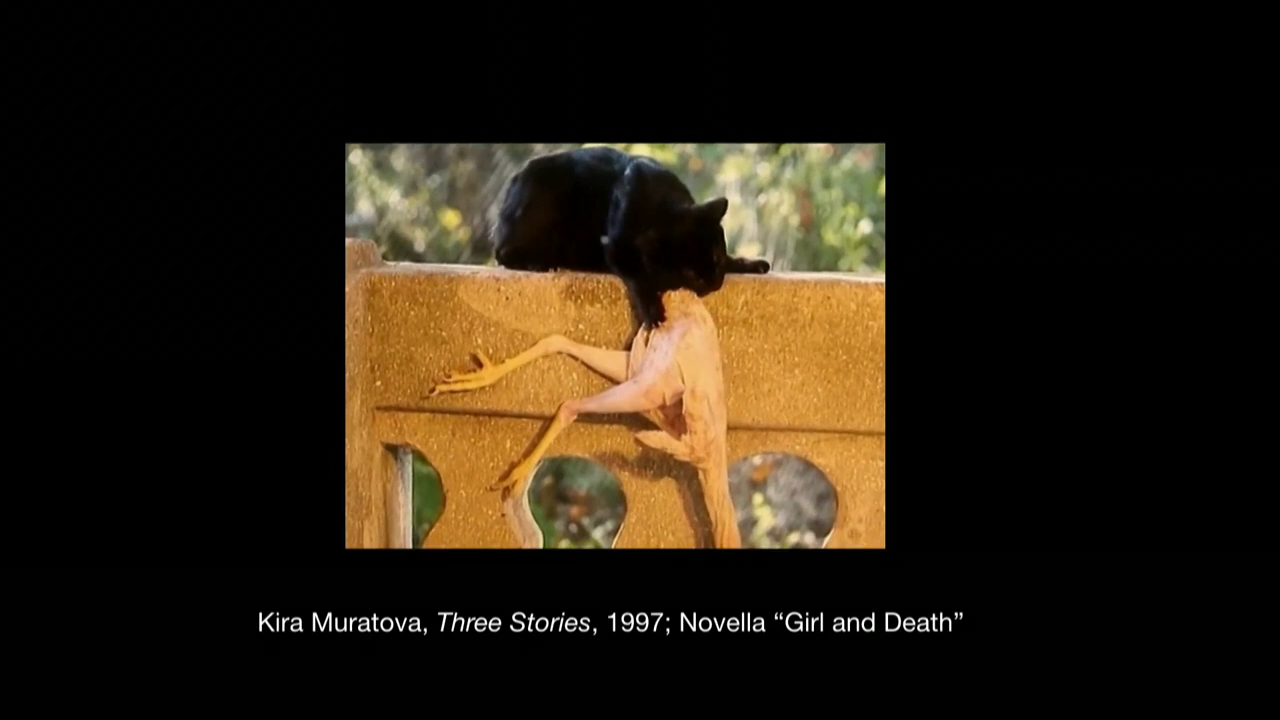 Kira Muratova, Three Stories, 1997; Novella “Girl and Death”